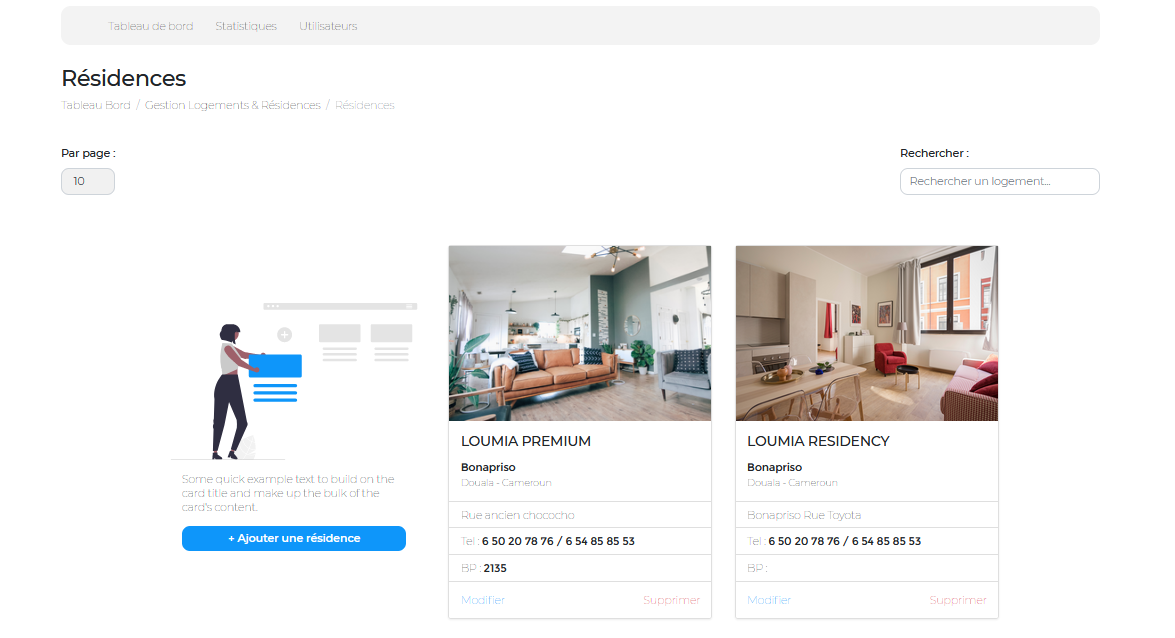 Tableau de bord Statistiques Utilisateurs
Résidences
Tableau Bord / Gestion Logements & Résidences / Résidences
Par page :
10
Rechercher :
Rechercher un logement...
Some quick example text to build on the
card title and make up the bulk of the
card's content.
+ Ajouter une résidence
LOUMIA PREMIUM
Bonapriso
Douala - Cameroun
Rue ancien chococho
Tel : 6 50 20 78 76 / 6 54 85 85 53
BP : 2135
Modifier Supprimer
LOUMIA RESIDENCY
Bonapriso
Douala - Cameroun
Bonapriso Rue Toyota
Tel : 6 50 20 78 76 / 6 54 85 85 53
BP :
Modifier Supprimer